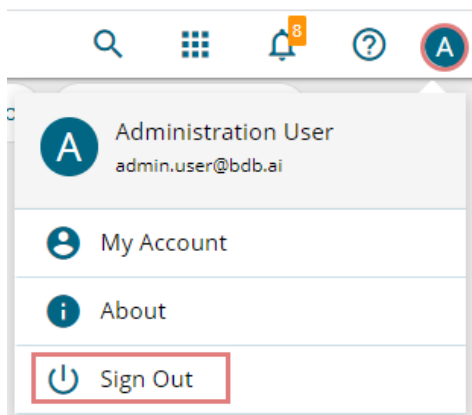 8
A
A
Administration User
admin.user@bdb.ai
My Account
About
Sign Out